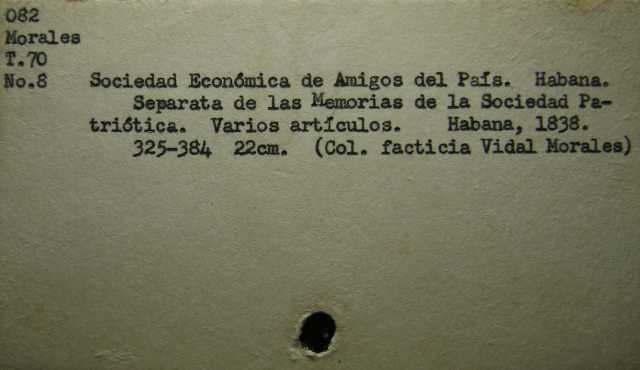 082
Morales
T.70
No.8 Sociedad Económica de Amigos del País. Habana.
Separata de las Memorias de la Sociedad Pa-
triótica. Varios artículos. Habana, 1838.
325-384 22cm. (Col. facticia Vidal Morales)